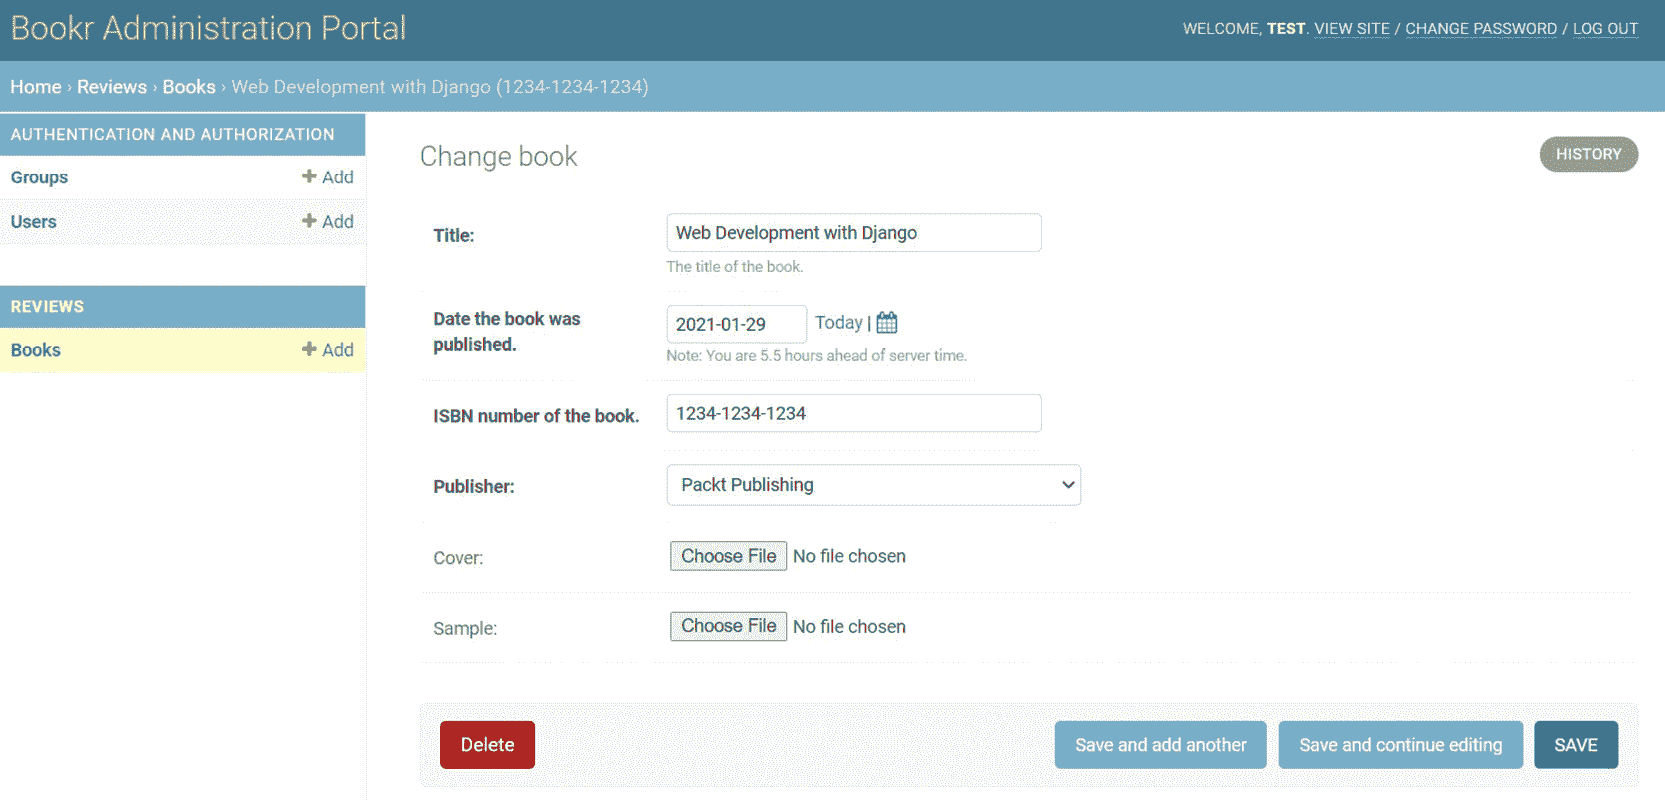 Bookr Administration Portal
WELCOME, TEST. VIEW SITE / CHANGE PASSWORD / LOG OUT
Home › Reviews › Books › Web Development with Django (1234-1234-1234)
AUTHENTICATION AND AUTHORIZATION
Groups + Add
Users + Add
REVIEWS
Books + Add
Change book
HISTORY
Title: Web Development with Django
The title of the book.
Date the book was
published.
2021-01-29 Today |
Note: You are 5.5 hours ahead of server time.
ISBN number of the book. 1234-1234-1234
Publisher: Packt Publishing
Cover: Choose File No file chosen
Sample: Choose File No file chosen
Delete Save and add another Save and continue editing SAVE